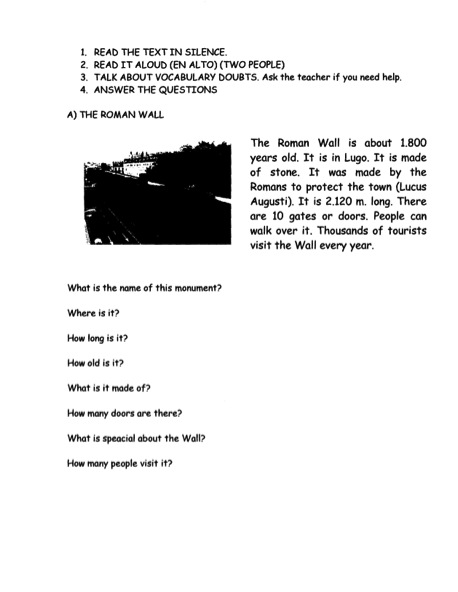 1. READ THE TEXT IN SILENCE.
2. READ IT ALOUD (EN ALTO) (TWO PEOPLE)
3. TALK ABOUT VOCABULARY DOUBTS. Ask the teacher if you need help.
4. ANSWER THE QUESTIONS
A) THE ROMAN WALL
The Roman Wall is about 1.800
years old. It is in Lugo. It is made
of stone. It was made by the
Romans to protect the town (Lucus
Augusti). It is 2.120 m. long. There
are 10 gates or doors. People can
walk over it. Thousands of tourists
visit the Wall every year.
What is the name of this monument?
Where is it?
How long is it?
How old is it?
What is it made of?
How many doors are there?
What is speacial about the Wall?
How many people visit it?